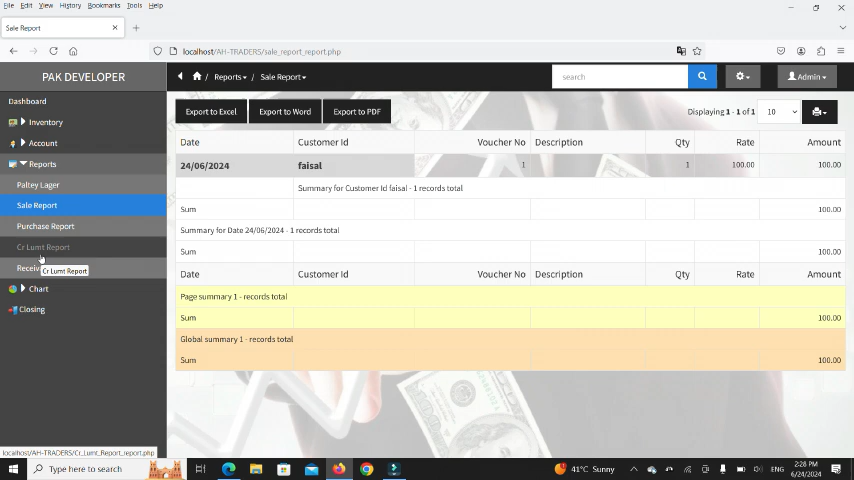 File Edit View History Bookmarks Tools Help
Sale Report
localhost/AH-TRADERS/sale_report_report.php
PAK DEVELOPER
Reports
Sale Report
search
Admin
Dashboard
Inventory
Account
Reports
Paltey Lager
Sale Report
Purchase Report
Cr Lumt Report
Receiv
Cr Lumt Report
Chart
Closing
Export to Excel Export to Word Export to PDF
Displaying 1 - 1 of 1 10
Date Customer Id Voucher No Description Qty Rate Amount
24/06/2024 faisal 1 1 100.00 100.00
Summary for Customer Id faisal - 1 records total
Sum 100.00
Summary for Date 24/06/2024 - 1 records total
Sum 100.00
Date Customer Id Voucher No Description Qty Rate Amount
Page summary 1 - records total
Sum 100.00
Global summary 1 - records total
Sum 100.00
localhost/AH-TRADERS/Cr_Lumt_Report_report.php
Type here to search
41°C Sunny
ENG
2:28 PM
6/24/2024